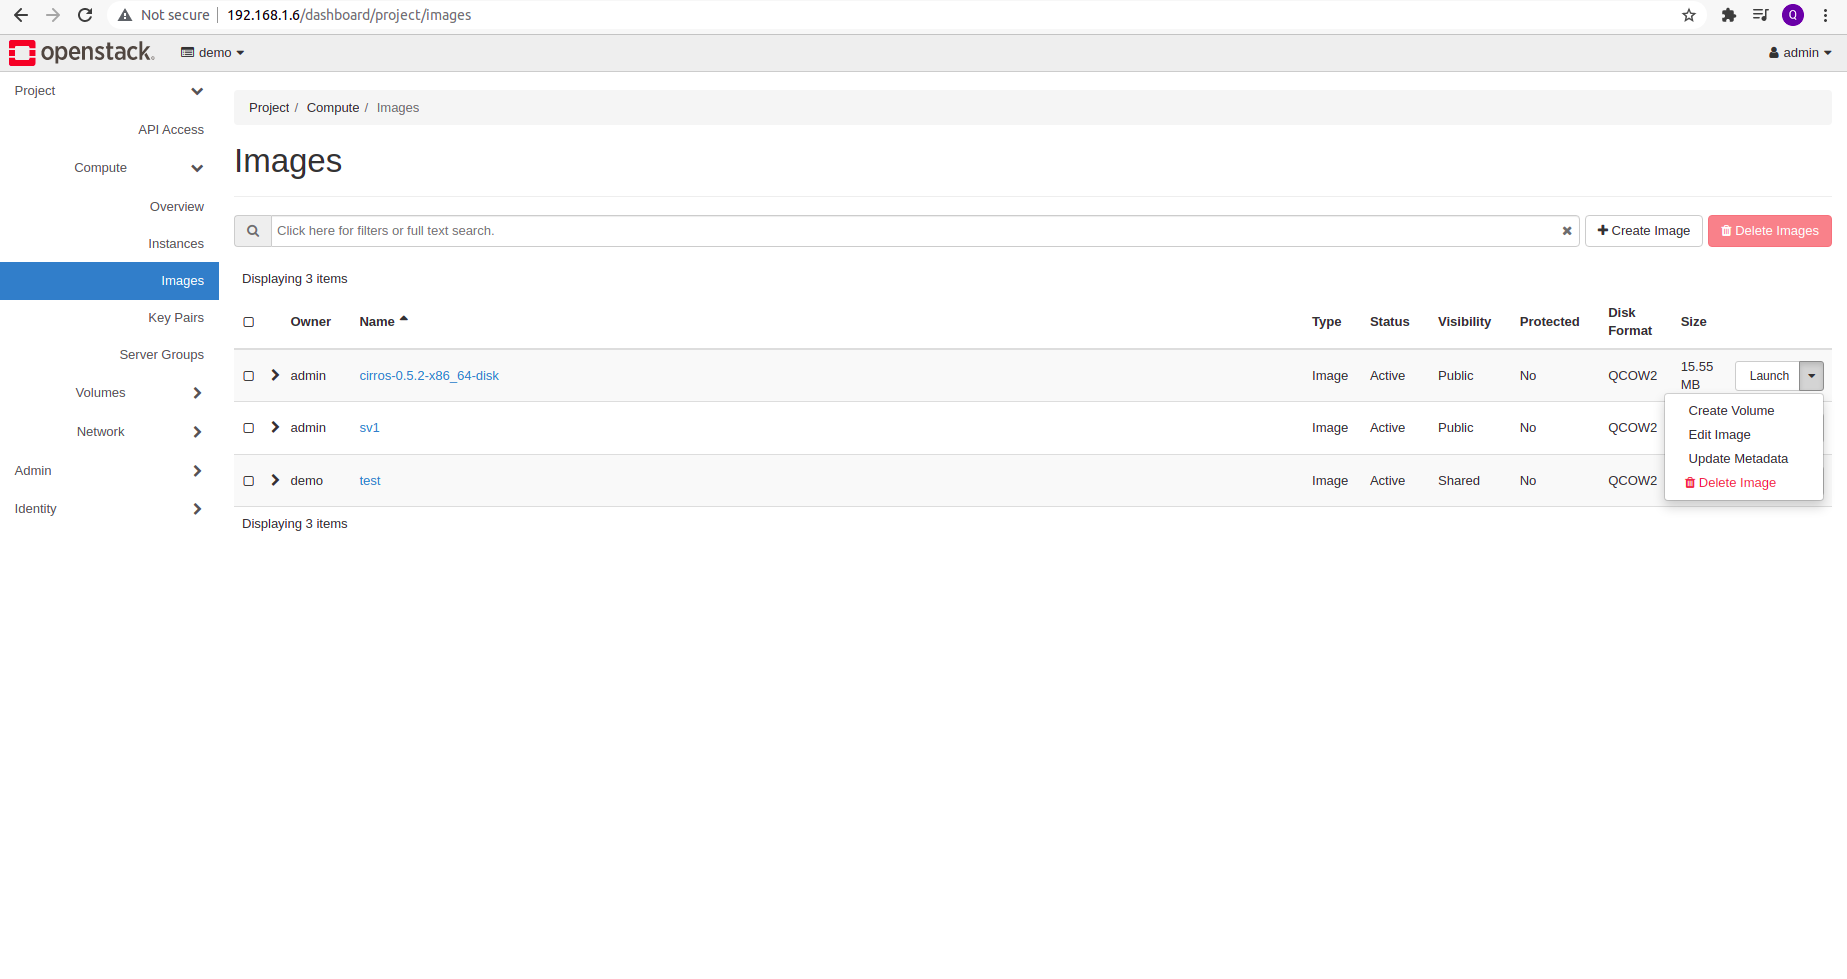 Not secure 192.168.1.6/dashboard/project/images Q
openstack. demo admin
Project
API Access
Compute
Overview
Instances
Images
Key Pairs
Server Groups
Volumes
Network
Admin
Identity
Project / Compute / Images
Images
Click here for filters or full text search. Create Image Delete Images
Displaying 3 items
Owner Name Type Status Visibility Protected Disk Format Size
admin cirros-0.5.2-x86_64-disk Image Active Public No QCOW2 15.55 MB Launch
admin sv1 Image Active Public No QCOW2
demo test Image Active Shared No QCOW2
Create Volume
Edit Image
Update Metadata
Delete Image
Displaying 3 items